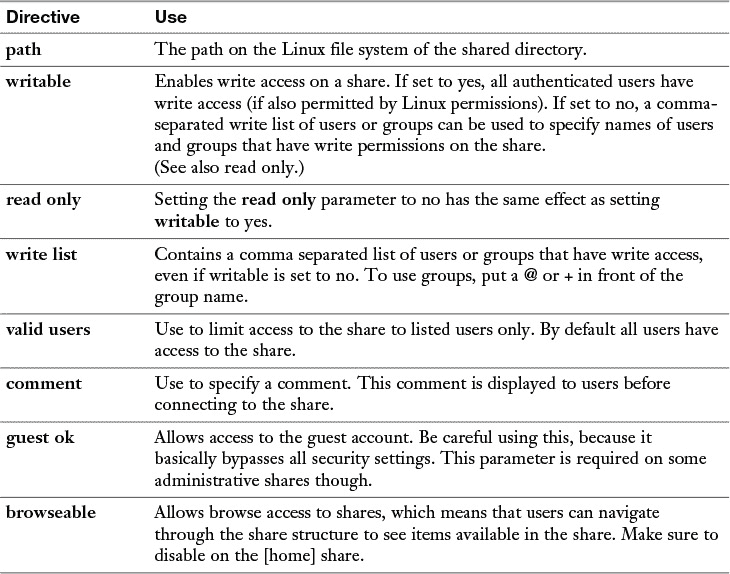 Directive Use
path The path on the Linux file system of the shared directory.
writable Enables write access on a share. If set to yes, all authenticated users have
write access (if also permitted by Linux permissions). If set to no, a comma-
separated write list of users or groups can be used to specify names of users
and groups that have write permissions on the share.
(See also read only.)
read only Setting the read only parameter to no has the same effect as setting
writable to yes.
write list Contains a comma separated list of users or groups that have write access,
even if writable is set to no. To use groups, put a @ or + in front of the
group name.
valid users Use to limit access to the share to listed users only. By default all users have
access to the share.
comment Use to specify a comment. This comment is displayed to users before
connecting to the share.
guest ok Allows access to the guest account. Be careful using this, because it
basically bypasses all security settings. This parameter is required on some
administrative shares though.
browseable Allows browse access to shares, which means that users can navigate
through the share structure to see items available in the share. Make sure to
disable on the [home] share.